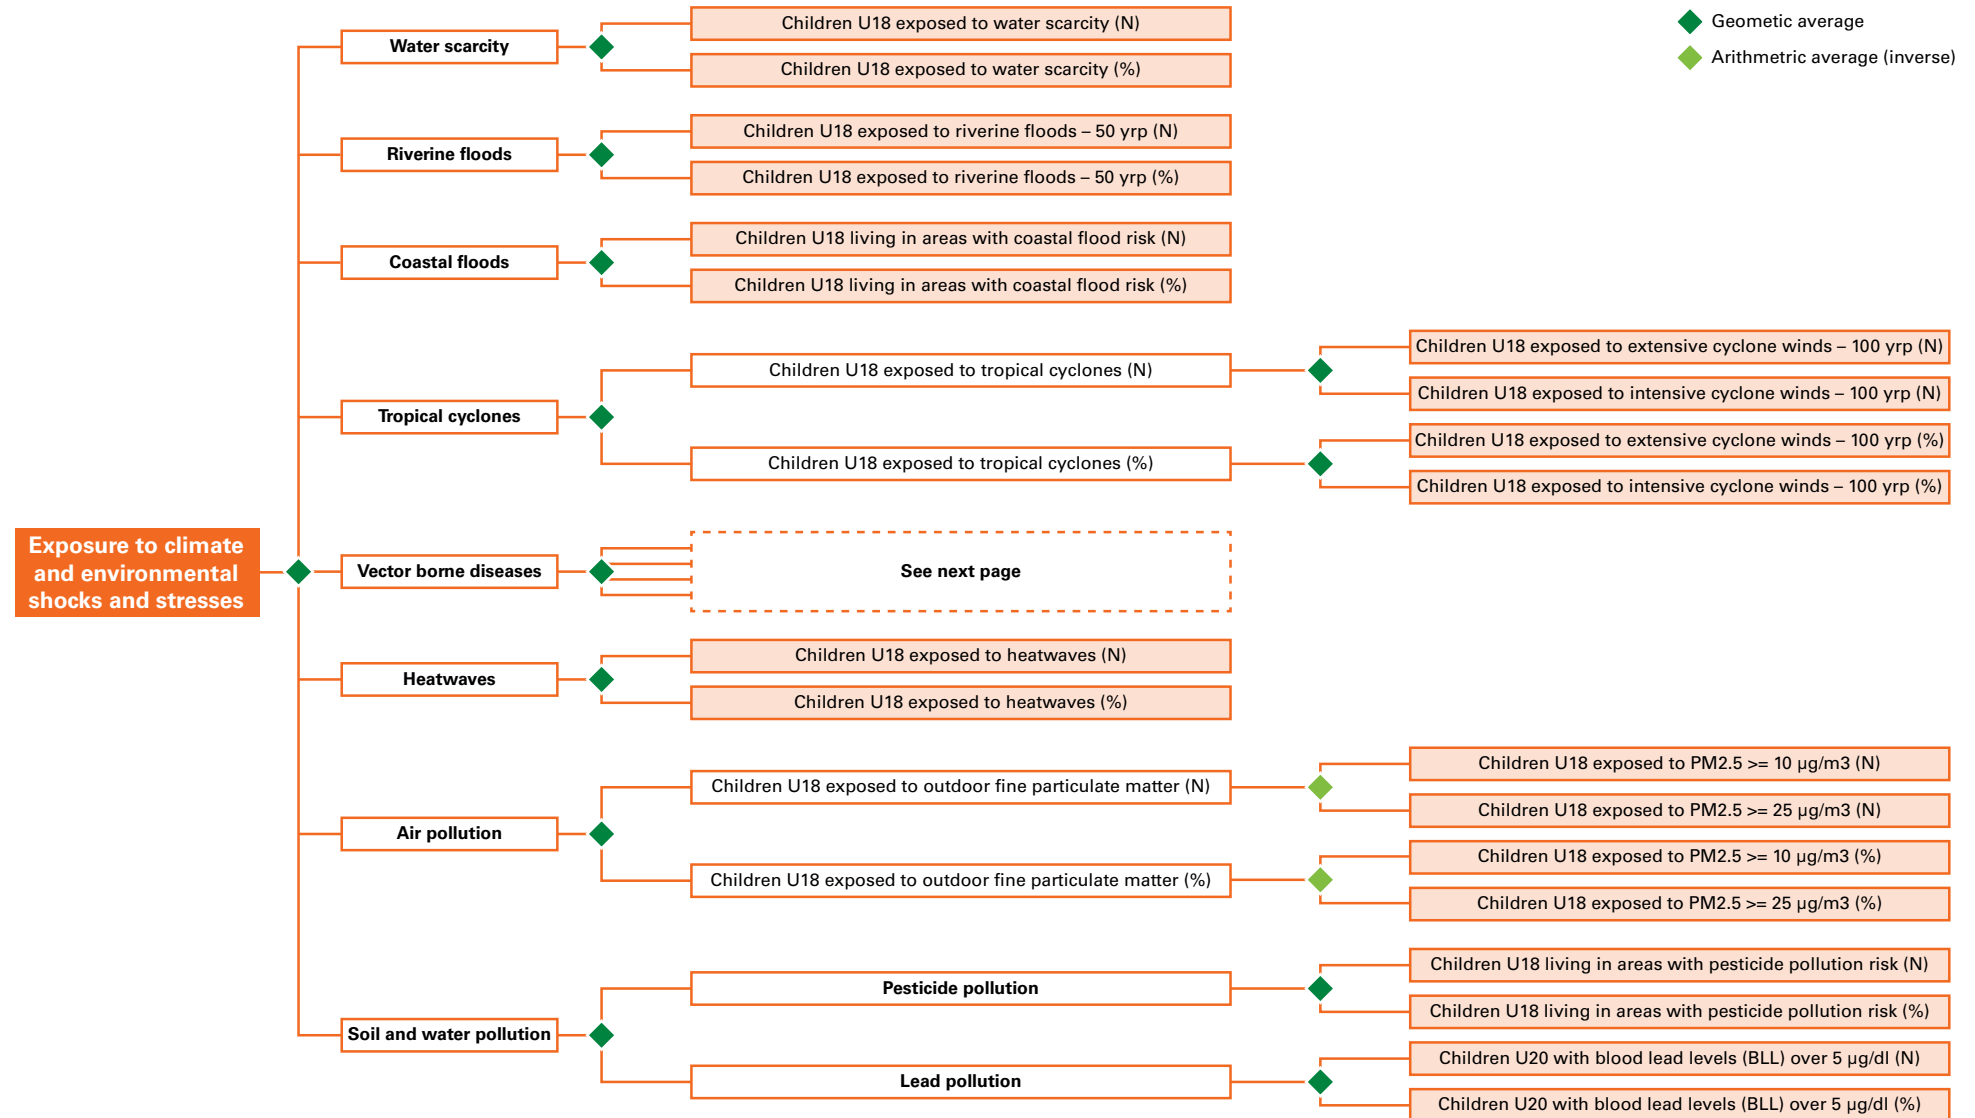 Geometic average
Arithmetric average (inverse)
Exposure to climate
and environmental
shocks and stresses
Water scarcity
Children U18 exposed to water scarcity (N)
Children U18 exposed to water scarcity (%)
Riverine floods
Children U18 exposed to riverine floods – 50 yrp (N)
Children U18 exposed to riverine floods – 50 yrp (%)
Coastal floods
Children U18 living in areas with coastal flood risk (N)
Children U18 living in areas with coastal flood risk (%)
Tropical cyclones
Children U18 exposed to tropical cyclones (N)
Children U18 exposed to extensive cyclone winds – 100 yrp (N)
Children U18 exposed to intensive cyclone winds – 100 yrp (N)
Children U18 exposed to tropical cyclones (%)
Children U18 exposed to extensive cyclone winds – 100 yrp (%)
Children U18 exposed to intensive cyclone winds – 100 yrp (%)
Vector borne diseases
See next page
Heatwaves
Children U18 exposed to heatwaves (N)
Children U18 exposed to heatwaves (%)
Air pollution
Children U18 exposed to outdoor fine particulate matter (N)
Children U18 exposed to PM2.5 >= 10 µg/m3 (N)
Children U18 exposed to PM2.5 >= 25 µg/m3 (N)
Children U18 exposed to outdoor fine particulate matter (%)
Children U18 exposed to PM2.5 >= 10 µg/m3 (%)
Children U18 exposed to PM2.5 >= 25 µg/m3 (%)
Soil and water pollution
Pesticide pollution
Children U18 living in areas with pesticide pollution risk (N)
Children U18 living in areas with pesticide pollution risk (%)
Lead pollution
Children U20 with blood lead levels (BLL) over 5 µg/dl (N)
Children U20 with blood lead levels (BLL) over 5 µg/dl (%)